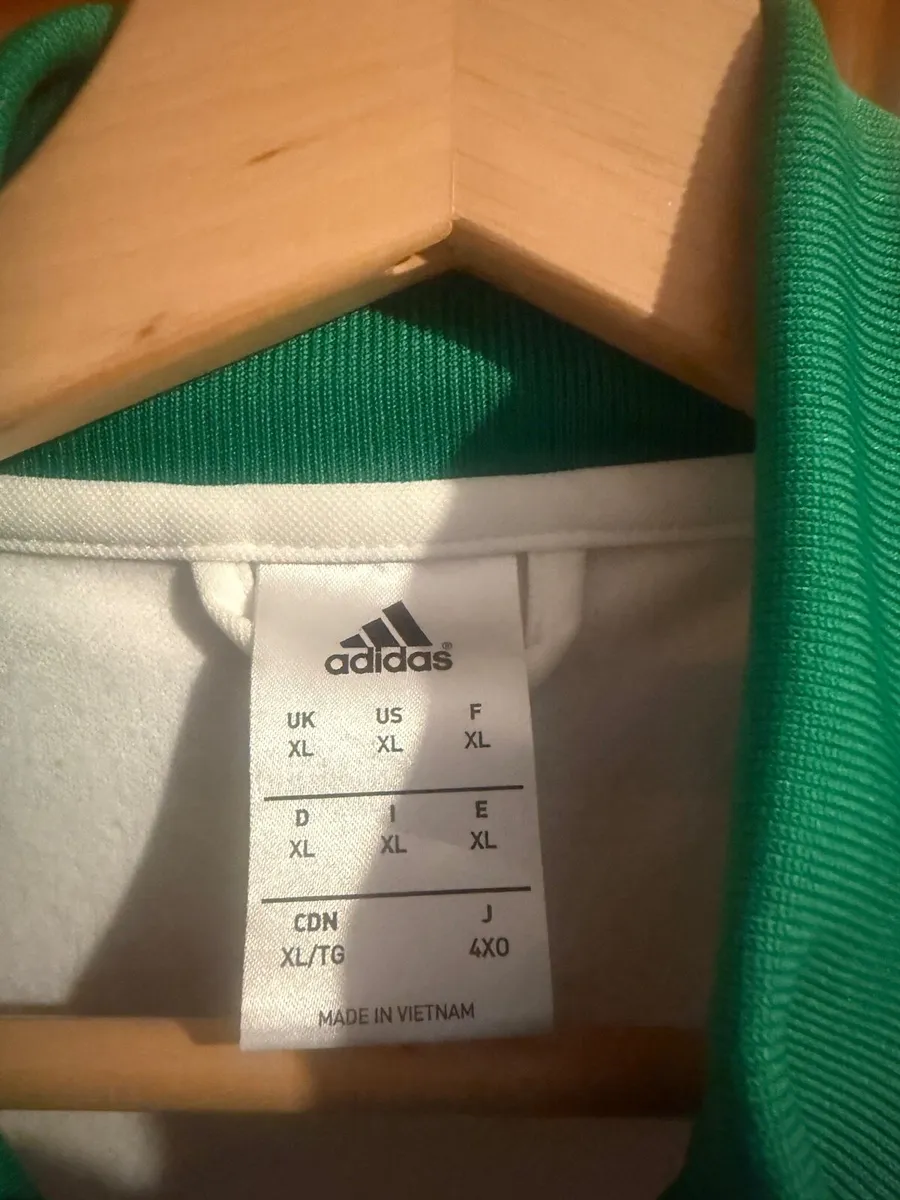 adidas®
UK US F
XL XL XL
D I E
XL XL XL
CDN J
XL/TG 4XO
MADE IN VIETNAM